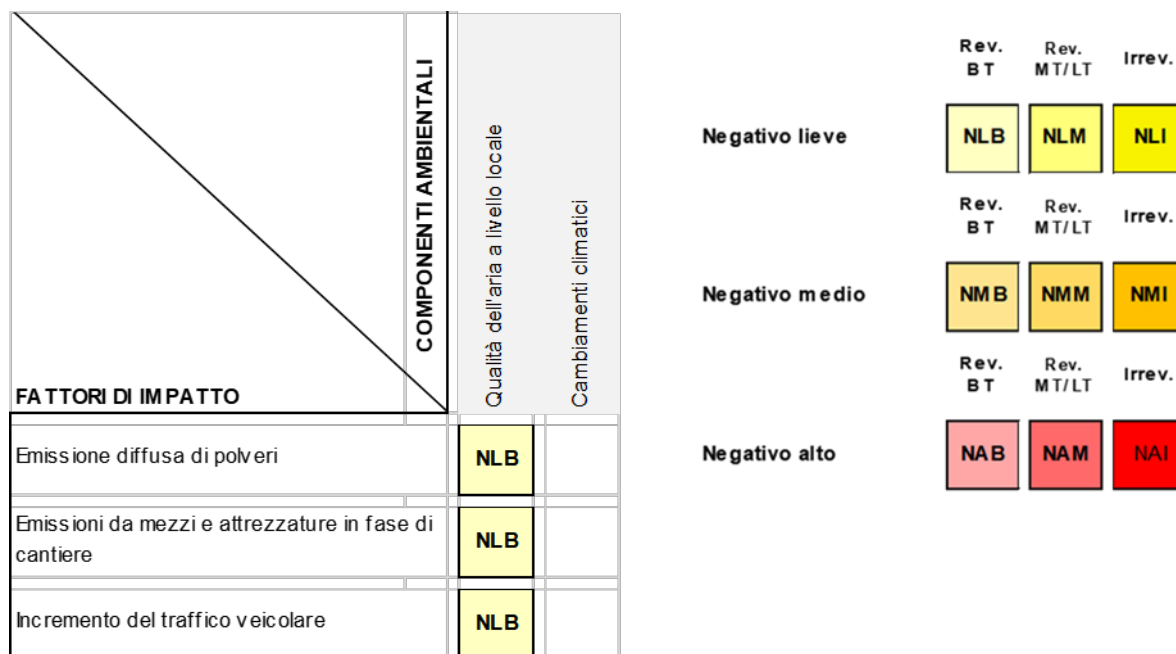 COMPONENTI AMBIENTALI
Qualità dell'aria a livello locale
Cambiamenti climatici
FATTORI DI IMPATTO
Emissione diffusa di polveri
NLB
Emissioni da mezzi e attrezzature in fase di
cantiere
NLB
Incremento del traffico veicolare
NLB
Rev.
BT
Rev.
MT/LT
Irrev.
Negativo lieve
NLB
NLM
NLI
Rev.
BT
Rev.
MT/LT
Irrev.
Negativo medio
NMB
NMM
NMI
Rev.
BT
Rev.
MT/LT
Irrev.
Negativo alto
NAB
NAM
NAI